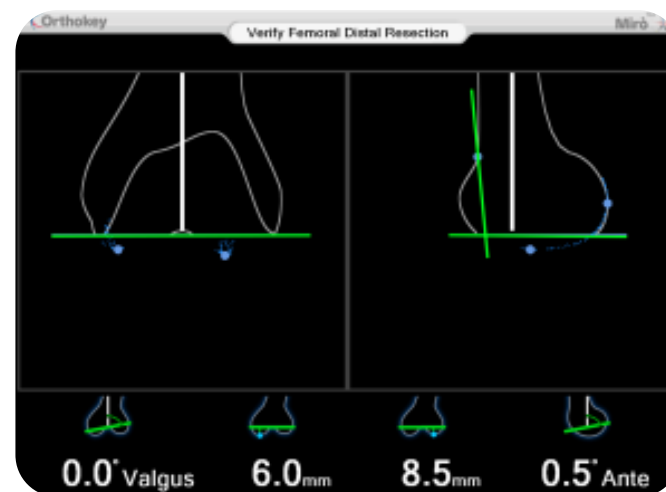 Orthokey
Verify Femoral Distal Resection
Mirò
0.0° Valgus
6.0mm
8.5mm
0.5° Ante